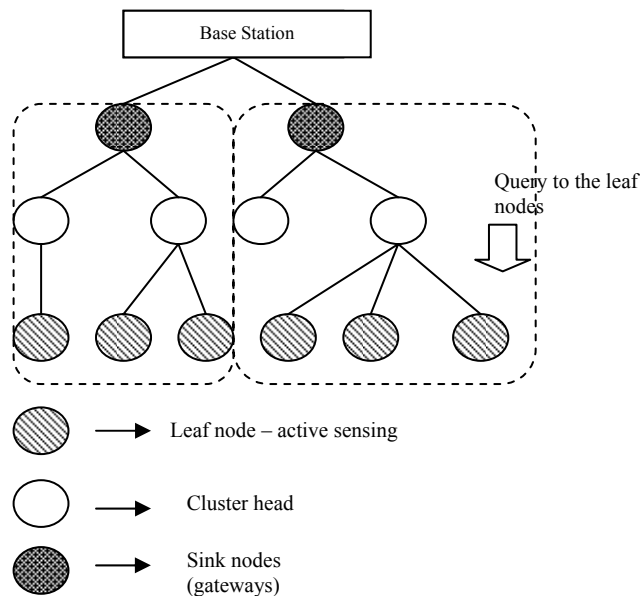 Base Station
Query to the leaf
nodes
Leaf node – active sensing
Cluster head
Sink nodes
(gateways)